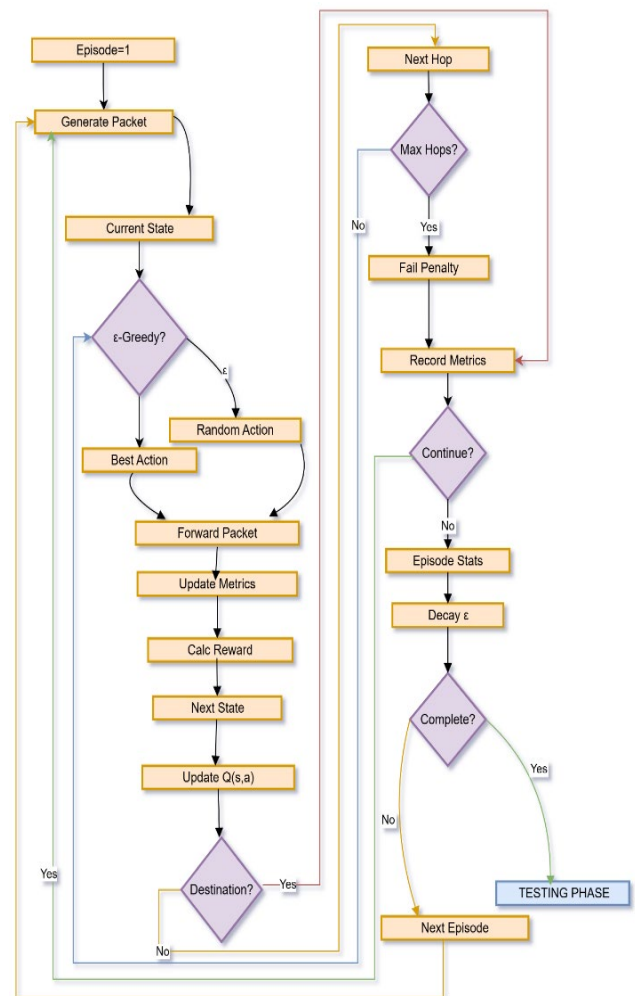 Episode=1
Generate Packet
Current State
ε-Greedy?
ε
Random Action
Best Action
Forward Packet
Update Metrics
Calc Reward
Next State
Update Q(s,a)
Destination?
Yes
No
Yes
Next Hop
Max Hops?
No
Yes
Fail Penalty
Record Metrics
Continue?
No
Episode Stats
Decay ε
Complete?
Yes
No
TESTING PHASE
Next Episode